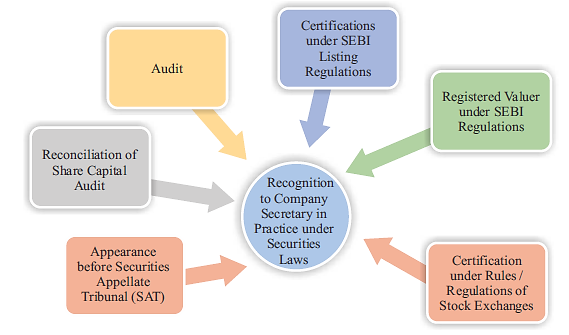 Certifications
under SEBI
Listing
Regulations
Audit
Registered Valuer
under SEBI
Regulations
Reconciliation of
Share Capital
Audit
Recognition
to Company
Secretary in
Practice under
Securities
Laws
Appearance
before Securities
Appellate
Tribunal (SAT)
Certification
under Rules /
Regulations of
Stock Exchanges